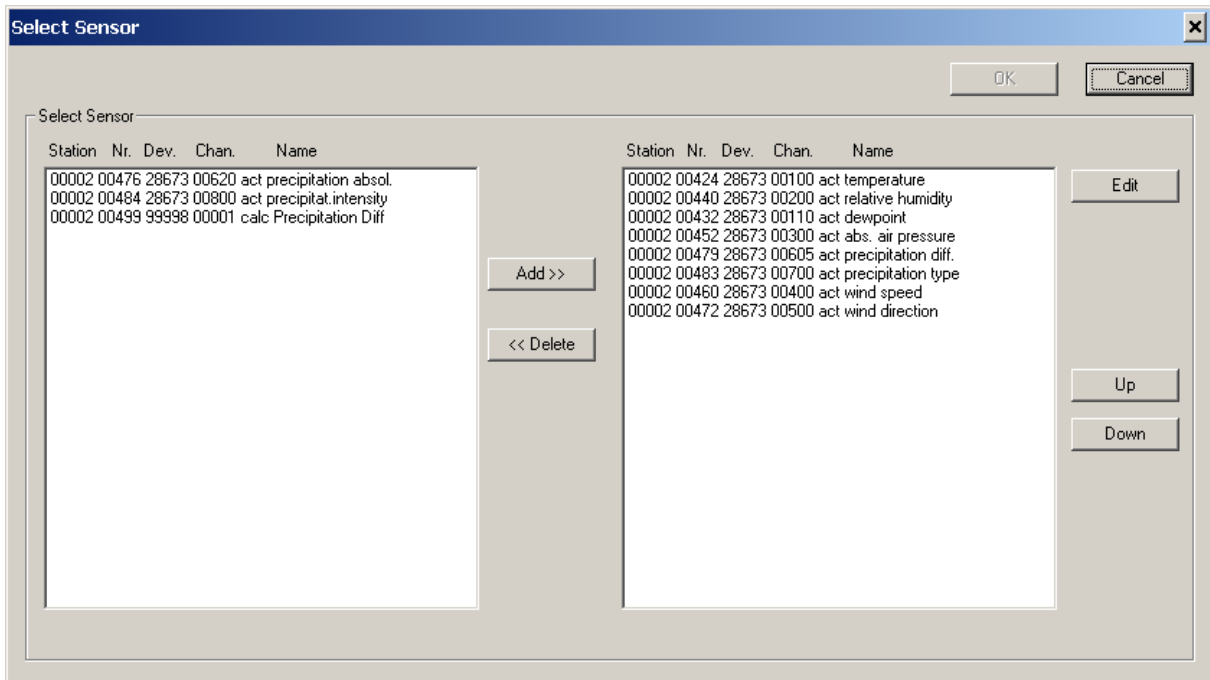 Select Sensor
OK
Cancel
Select Sensor
Station Nr. Dev. Chan. Name
00002 00476 28673 00620 act precipitation absol.
00002 00484 28673 00800 act precipitat.intensity
00002 00499 99998 00001 calc Precipitation Diff
Add >>
<< Delete
Station Nr. Dev. Chan. Name
00002 00424 28673 00100 act temperature
00002 00440 28673 00200 act relative humidity
00002 00432 28673 00110 act dewpoint
00002 00452 28673 00300 act abs. air pressure
00002 00479 28673 00605 act precipitation diff.
00002 00483 28673 00700 act precipitation type
00002 00460 28673 00400 act wind speed
00002 00472 28673 00500 act wind direction
Edit
Up
Down